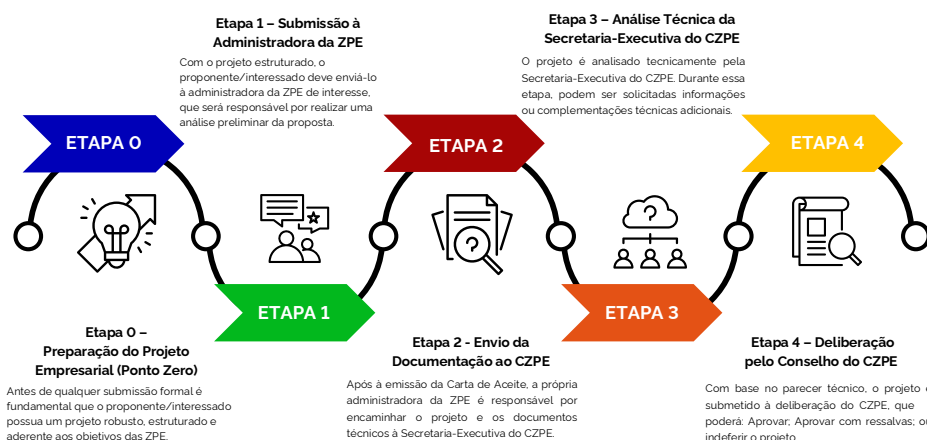 Etapa 1 – Submissão à
Administradora da ZPE
Com o projeto estruturado, o
proponente/interessado deve enviá-lo
à administradora da ZPE de interesse,
que será responsável por realizar uma
análise preliminar da proposta.
Etapa 3 – Análise Técnica da
Secretaria-Executiva do CZPE
O projeto é analisado tecnicamente pela
Secretaria-Executiva do CZPE. Durante essa
etapa, podem ser solicitadas informações
ou complementações técnicas adicionais.
ETAPA 0
ETAPA 2
ETAPA 4
?
?
ETAPA 1
ETAPA 3
Etapa 0 –
Preparação do Projeto
Empresarial (Ponto Zero)
Antes de qualquer submissão formal é
fundamental que o proponente/interessado
possua um projeto robusto, estruturado e
aderente aos objetivos das ZPE.
Etapa 2 - Envio da
Documentação ao CZPE
Após à emissão da Carta de Aceite, a própria
administradora da ZPE é responsável por
encaminhar o projeto e os documentos
técnicos à Secretaria-Executiva do CZPE.
Etapa 4 – Deliberação
pelo Conselho do CZPE
Com base no parecer técnico, o projeto
submetido à deliberação do CZPE, que
poderá: Aprovar; Aprovar com ressalvas;
indeferir o projeto.